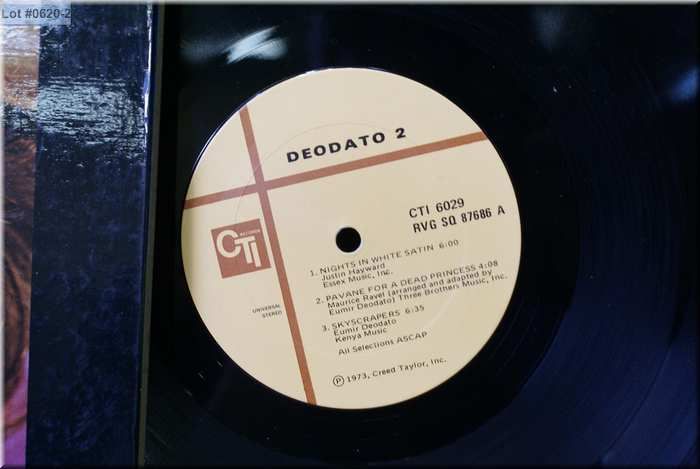 Lot #0620-2
DEODATO 2
CTI 6029
RVG SQ 87686 A
RECORDS
CTI
UNIVERSAL
STEREO
1. NIGHTS IN WHITE SATIN 6:00
Justin Hayward
Essex Music, Inc.
2. PAVANE FOR A DEAD PRINCESS 4:08
Maurice Ravel (arranged and adapted by
Eumir Deodato) Three Brothers Music, Inc.
3. SKYSCRAPERS 6:35
Eumir Deodato
Kenya Music
All Selections ASCAP
℗ 1973, Creed Taylor, Inc.